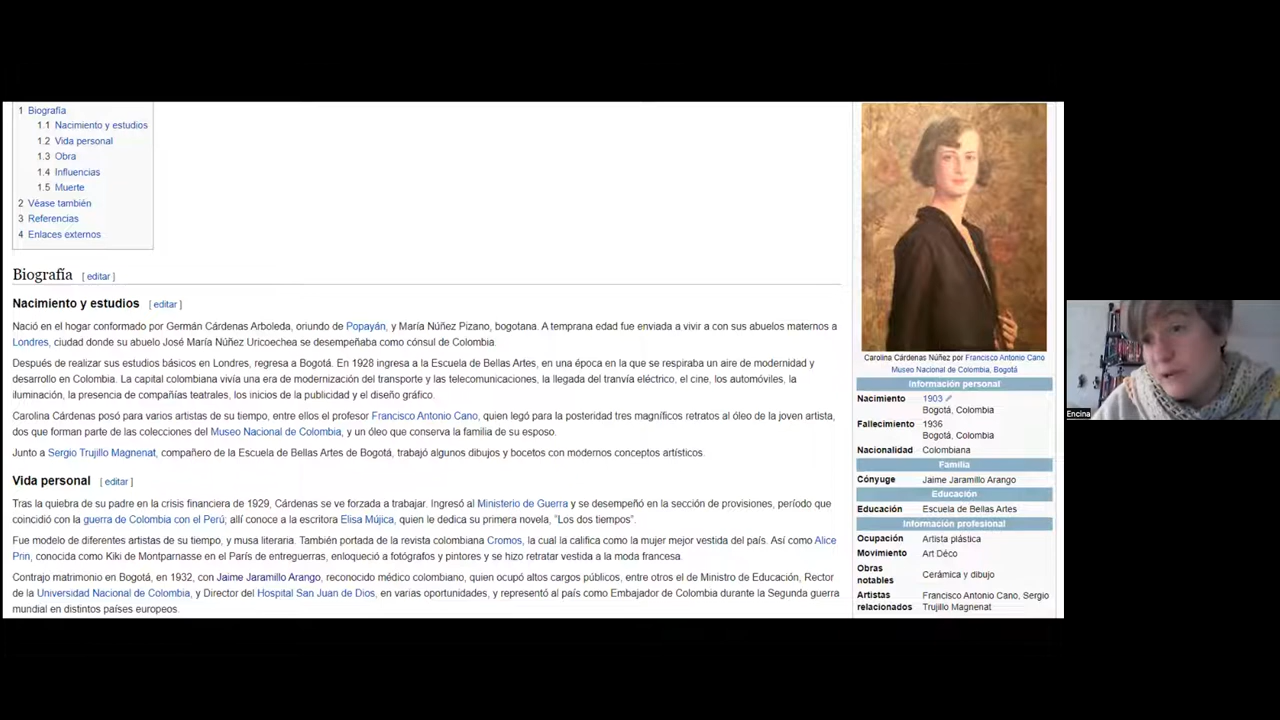 1 Biografía
1.1 Nacimiento y estudios
1.2 Vida personal
1.3 Obra
1.4 Influencias
1.5 Muerte
2 Véase también
3 Referencias
4 Enlaces externos
Biografía [ editar ]
Nacimiento y estudios [ editar ]
Nació en el hogar conformado por Germán Cárdenas Arboleda, oriundo de Popayán, y María Núñez Pizano, bogotana. A temprana edad fue enviada a vivir a con sus abuelos maternos a
Londres, ciudad donde su abuelo José María Núñez Uricoechea se desempeñaba como cónsul de Colombia.
Después de realizar sus estudios básicos en Londres, regresa a Bogotá. En 1928 ingresa a la Escuela de Bellas Artes, en una época en la que se respiraba un aire de modernidad y
desarrollo en Colombia. La capital colombiana vivía una era de modernización del transporte y las telecomunicaciones, la llegada del tranvía eléctrico, el cine, los automóviles, la
iluminación, la presencia de compañías teatrales, los inicios de la publicidad y el diseño gráfico.
Carolina Cárdenas posó para varios artistas de su tiempo, entre ellos el profesor Francisco Antonio Cano, quien legó para la posteridad tres magníficos retratos al óleo de la joven artista,
dos que forman parte de las colecciones del Museo Nacional de Colombia, y un óleo que conserva la familia de su esposo.
Junto a Sergio Trujillo Magnenat, compañero de la Escuela de Bellas Artes de Bogotá, trabajó algunos dibujos y bocetos con modernos conceptos artísticos.
Vida personal [ editar ]
Tras la quiebra de su padre en la crisis financiera de 1929, Cárdenas se ve forzada a trabajar. Ingresó al Ministerio de Guerra y se desempeñó en la sección de provisiones, período que
coincidió con la guerra de Colombia con el Perú; allí conoce a la escritora Elisa Mújica, quien le dedica su primera novela, "Los dos tiempos".
Fue modelo de diferentes artistas de su tiempo, y musa literaria. También portada de la revista colombiana Cromos, la cual la califica como la mujer mejor vestida del país. Así como Alice
Prin, conocida como Kiki de Montparnasse en el París de entreguerras, enloqueció a fotógrafos y pintores y se hizo retratar vestida a la moda francesa.
Contrajo matrimonio en Bogotá, en 1932, con Jaime Jaramillo Arango, reconocido médico colombiano, quien ocupó altos cargos públicos, entre otros el de Ministro de Educación, Rector
de la Universidad Nacional de Colombia, y Director del Hospital San Juan de Dios, en varias oportunidades, y representó al país como Embajador de Colombia durante la Segunda guerra
mundial en distintos países europeos.
Carolina Cárdenas Núñez por Francisco Antonio Cano
Museo Nacional de Colombia, Bogotá
Información personal
Nacimiento 1903
Bogotá, Colombia
Fallecimiento 1936
Bogotá, Colombia
Nacionalidad Colombiana
Familia
Cónyuge Jaime Jaramillo Arango
Educación
Educación Escuela de Bellas Artes
Información profesional
Ocupación Artista plástica
Movimiento Art Déco
Obras notables Cerámica y dibujo
Artistas relacionados Francisco Antonio Cano, Sergio
Trujillo Magnenat
Encina